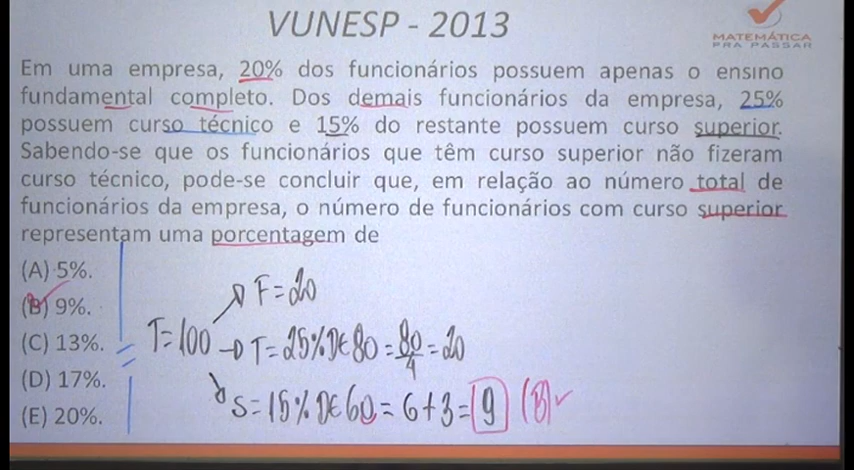 VUNESP - 2013
MATEMÁTICA
PRA PASSAR
Em uma empresa, 20% dos funcionários possuem apenas o ensino
fundamental completo. Dos demais funcionários da empresa, 25%
possuem curso técnico e 15% do restante possuem curso superior.
Sabendo-se que os funcionários que têm curso superior não fizeram
curso técnico, pode-se concluir que, em relação ao número total de
funcionários da empresa, o número de funcionários com curso superior
representam uma porcentagem de
(A) 5%.
(B) 9%.
(C) 13%.
(D) 17%.
(E) 20%.
F=20
T=100 → T=25% DE 80 = 80/4 = 20
S=15% DE 60 = 6+3 = 9 (B)